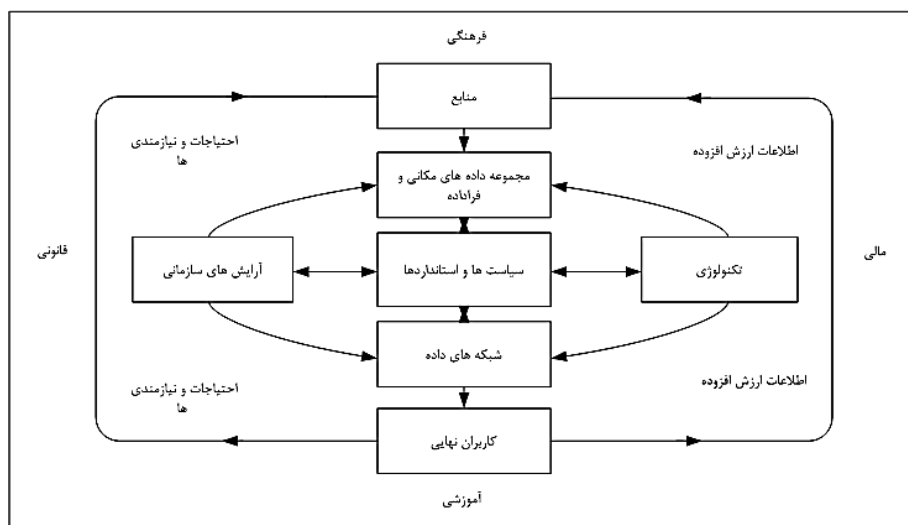 فرهنگی
منابع
احتیاجات و نیازمندی
ها
اطلاعات ارزش افزوده
مجموعه داده های مکانی و
فراداده
قانونی
آرایش های سازمانی
سیاست ها و استانداردها
تکنولوژی
مالی
شبکه های داده
احتیاجات و نیازمندی
ها
اطلاعات ارزش افزوده
کاربران نهایی
آموزشی